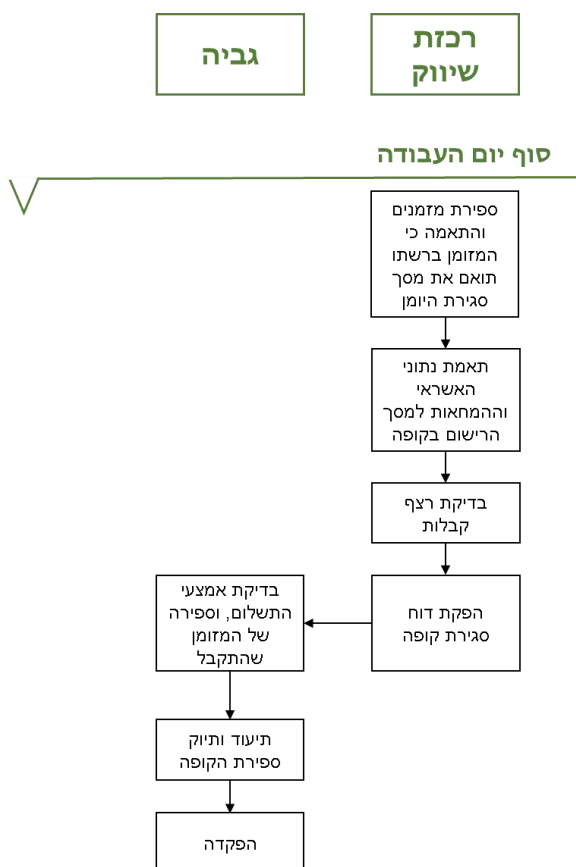 רכזת
שיווק
גביה
סוף יום העבודה
ספירת מזמנים
והתאמה כי
המזומן ברשתו
תואם את מסך
סגירת היומן
תאמת נתוני
האשראי
וההמחאות למסך
הרישום בקופה
בדיקת רצף
קבלות
הפקת דוח
סגירת קופה
בדיקת אמצעי
התשלום, וספירה
של המזומן
שהתקבל
תיעוד ותיוק
ספירת הקופה
הפקדה